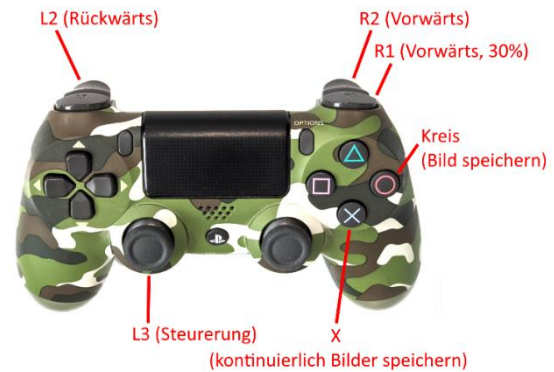 L2 (Rückwärts)
R2 (Vorwärts)
R1 (Vorwärts, 30%)
OPTIONS
Kreis
(Bild speichern)
L3 (Steurerung)
X
(kontinuierlich Bilder speichern)